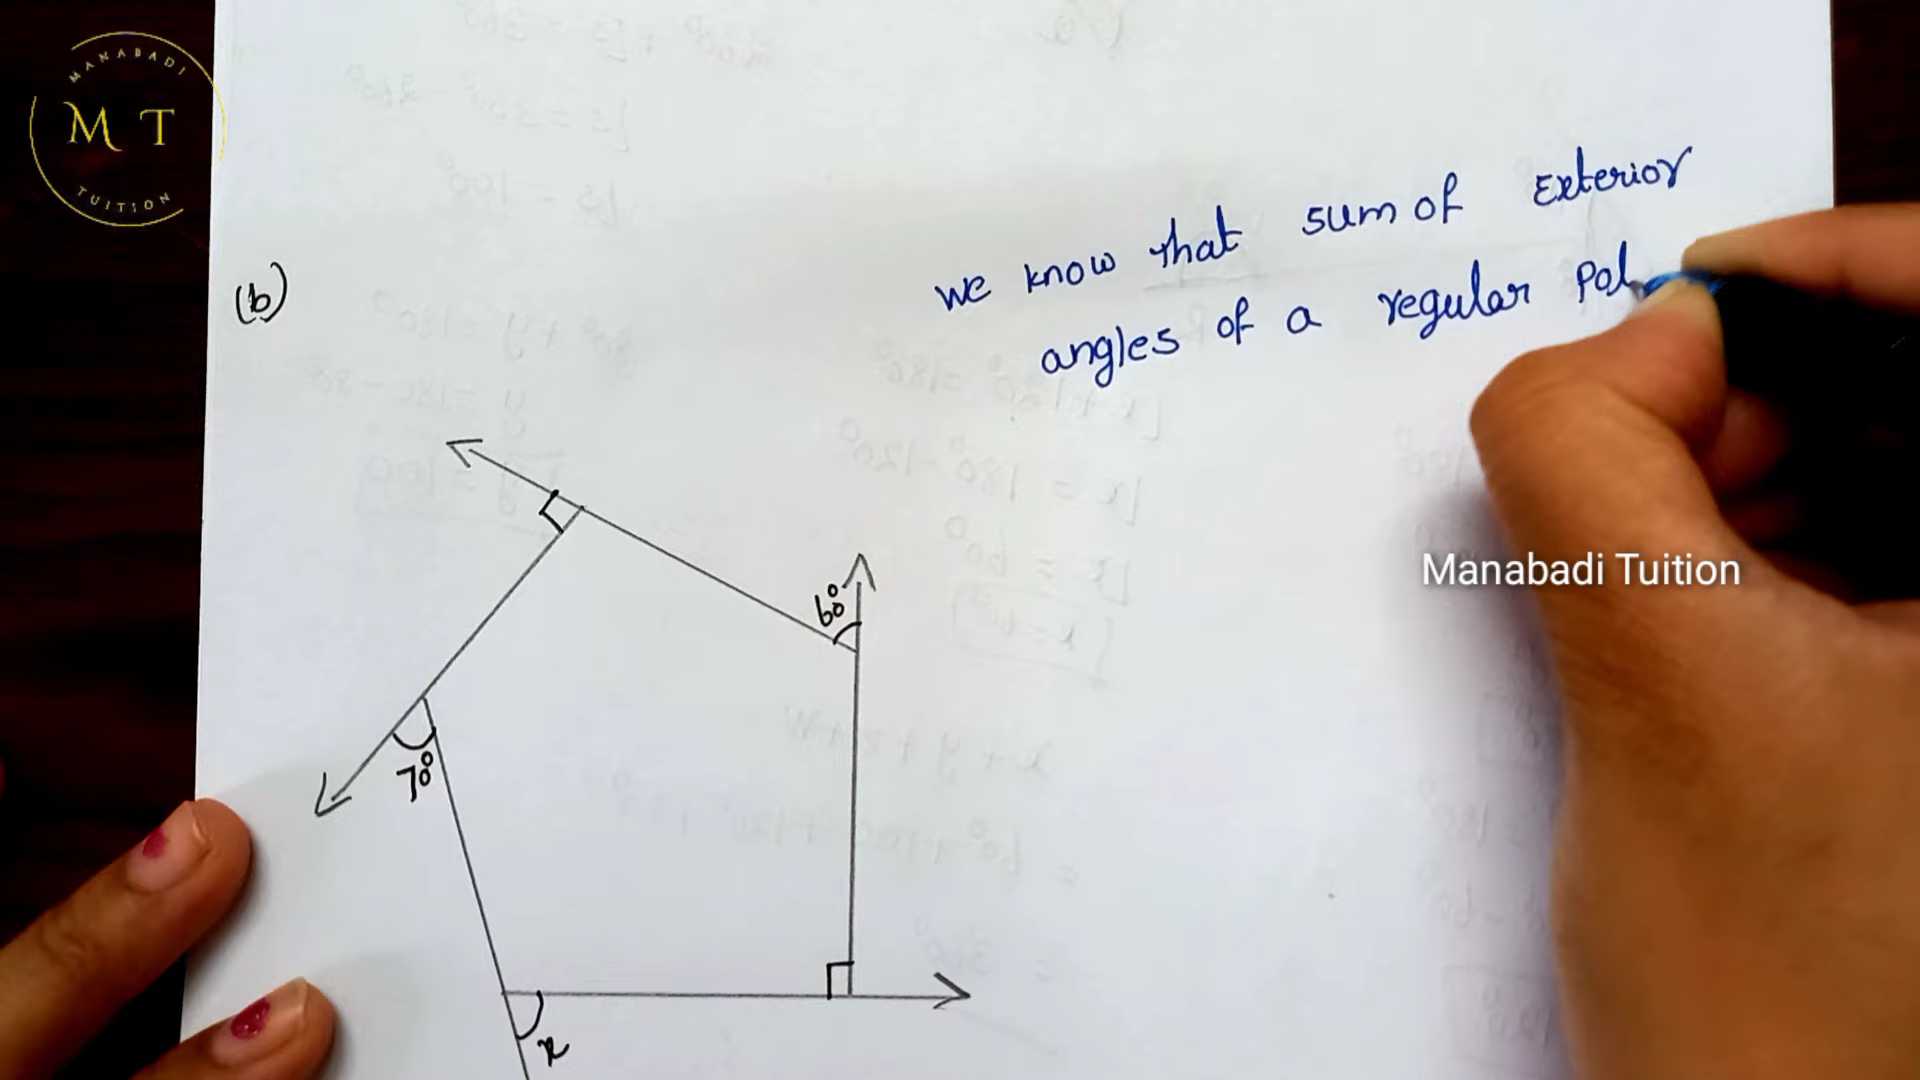 MANABADI
M T
TUITION
we know that sum of Exterior
angles of a regular Pol
(b)
60°
Manabadi Tuition
70°
x